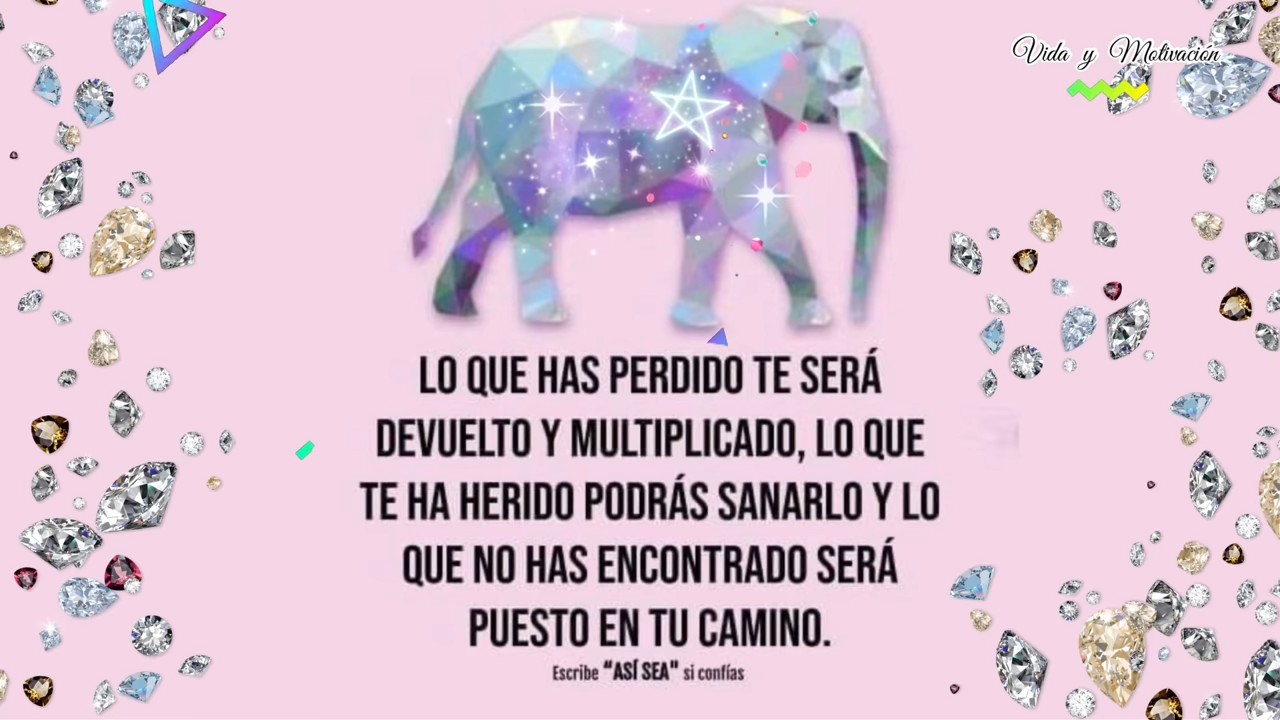 Vida y Motivación
LO QUE HAS PERDIDO TE SERÁ
DEVUELTO Y MULTIPLICADO, LO QUE
TE HA HERIDO PODRÁS SANARLO Y LO
QUE NO HAS ENCONTRADO SERÁ
PUESTO EN TU CAMINO.
Escribe "ASÍ SEA" si confías